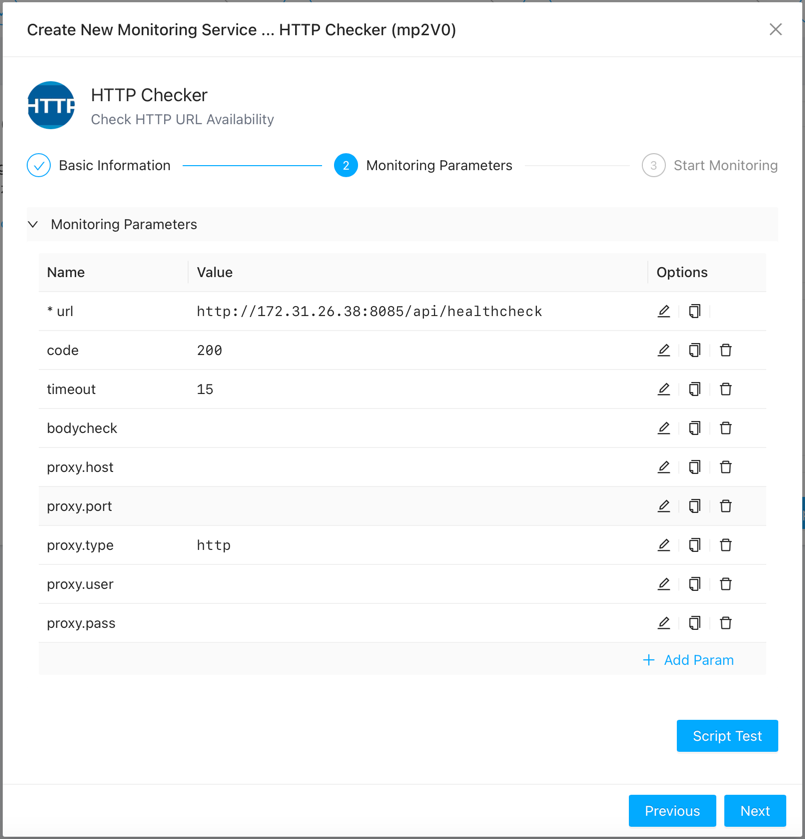 Create New Monitoring Service ... HTTP Checker (mp2V0)
HTTP
HTTP Checker
Check HTTP URL Availability
Basic Information
2 Monitoring Parameters
3 Start Monitoring
Monitoring Parameters
Name Value Options
* url http://172.31.26.38:8085/api/healthcheck
code 200
timeout 15
bodycheck
proxy.host
proxy.port
proxy.type http
proxy.user
proxy.pass
+ Add Param
Script Test
Previous Next